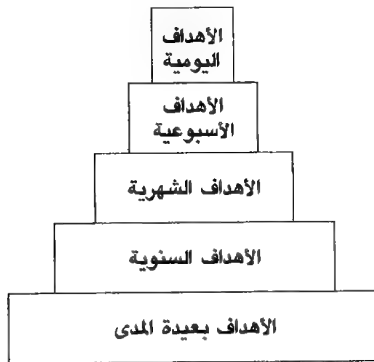 الأهداف
اليومية
الأهداف
الأسبوعية
الأهداف الشهرية
الأهداف السنوية
الأهداف بعيدة المدى